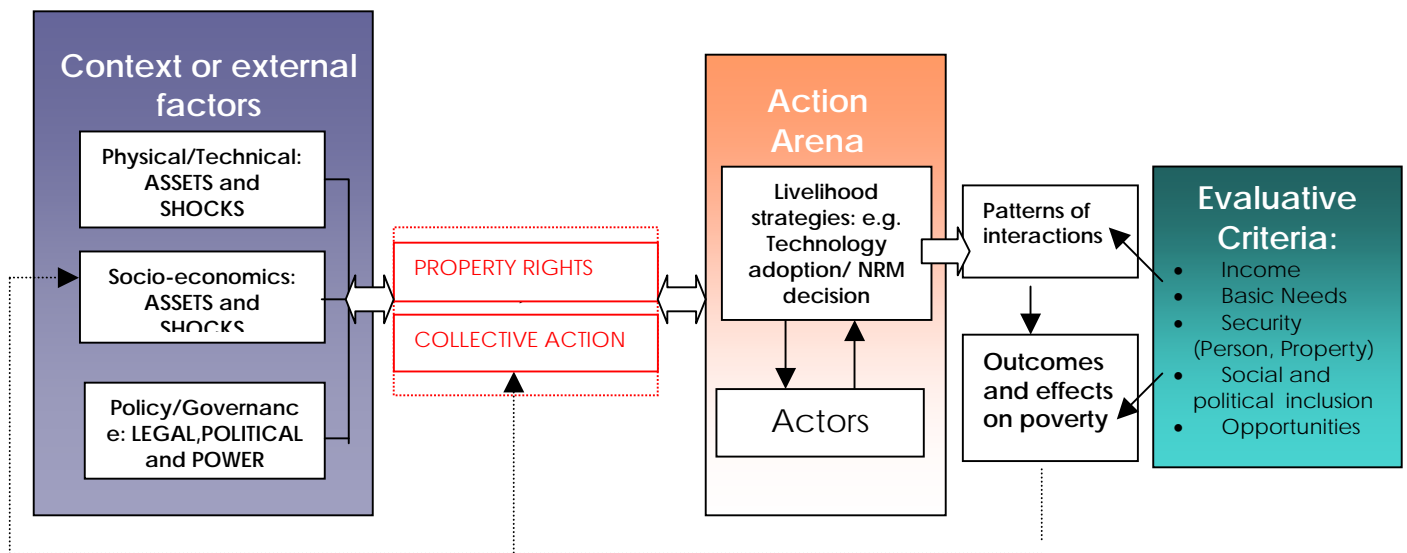 Context or external
factors
Physical/Technical:
ASSETS and
SHOCKS
Socio-economics:
ASSETS and
SHOCKS
Policy/Governanc
e: LEGAL,POLITICAL
and POWER
PROPERTY RIGHTS
COLLECTIVE ACTION
Action
Arena
Livelihood
strategies: e.g.
Technology
adoption/ NRM
decision
Actors
Patterns of
interactions
Outcomes
and effects
on poverty
Evaluative
Criteria:
• Income
• Basic Needs
• Security
(Person, Property)
• Social and
political inclusion
• Opportunities